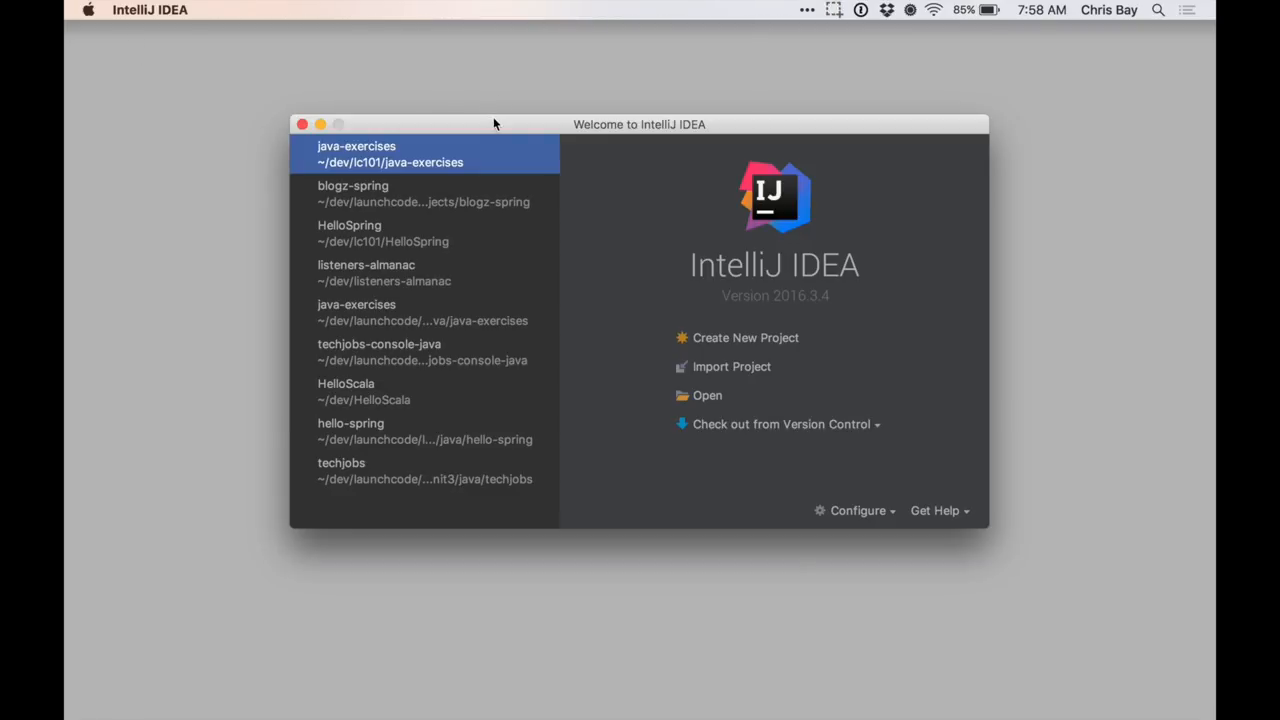 IntelliJ IDEA
85%
7:58 AM
Chris Bay
Welcome to IntelliJ IDEA
java-exercises
~/dev/lc101/java-exercises
blogz-spring
~/dev/launchcode...jects/blogz-spring
HelloSpring
~/dev/lc101/HelloSpring
listeners-almanac
~/dev/listeners-almanac
java-exercises
~/dev/launchcode/...va/java-exercises
techjobs-console-java
~/dev/launchcode...jobs-console-java
HelloScala
~/dev/HelloScala
hello-spring
~/dev/launchcode/l.../java/hello-spring
techjobs
~/dev/launchcode/...nit3/java/techjobs
IJ
IntelliJ IDEA
Version 2016.3.4
Create New Project
Import Project
Open
Check out from Version Control
Configure
Get Help